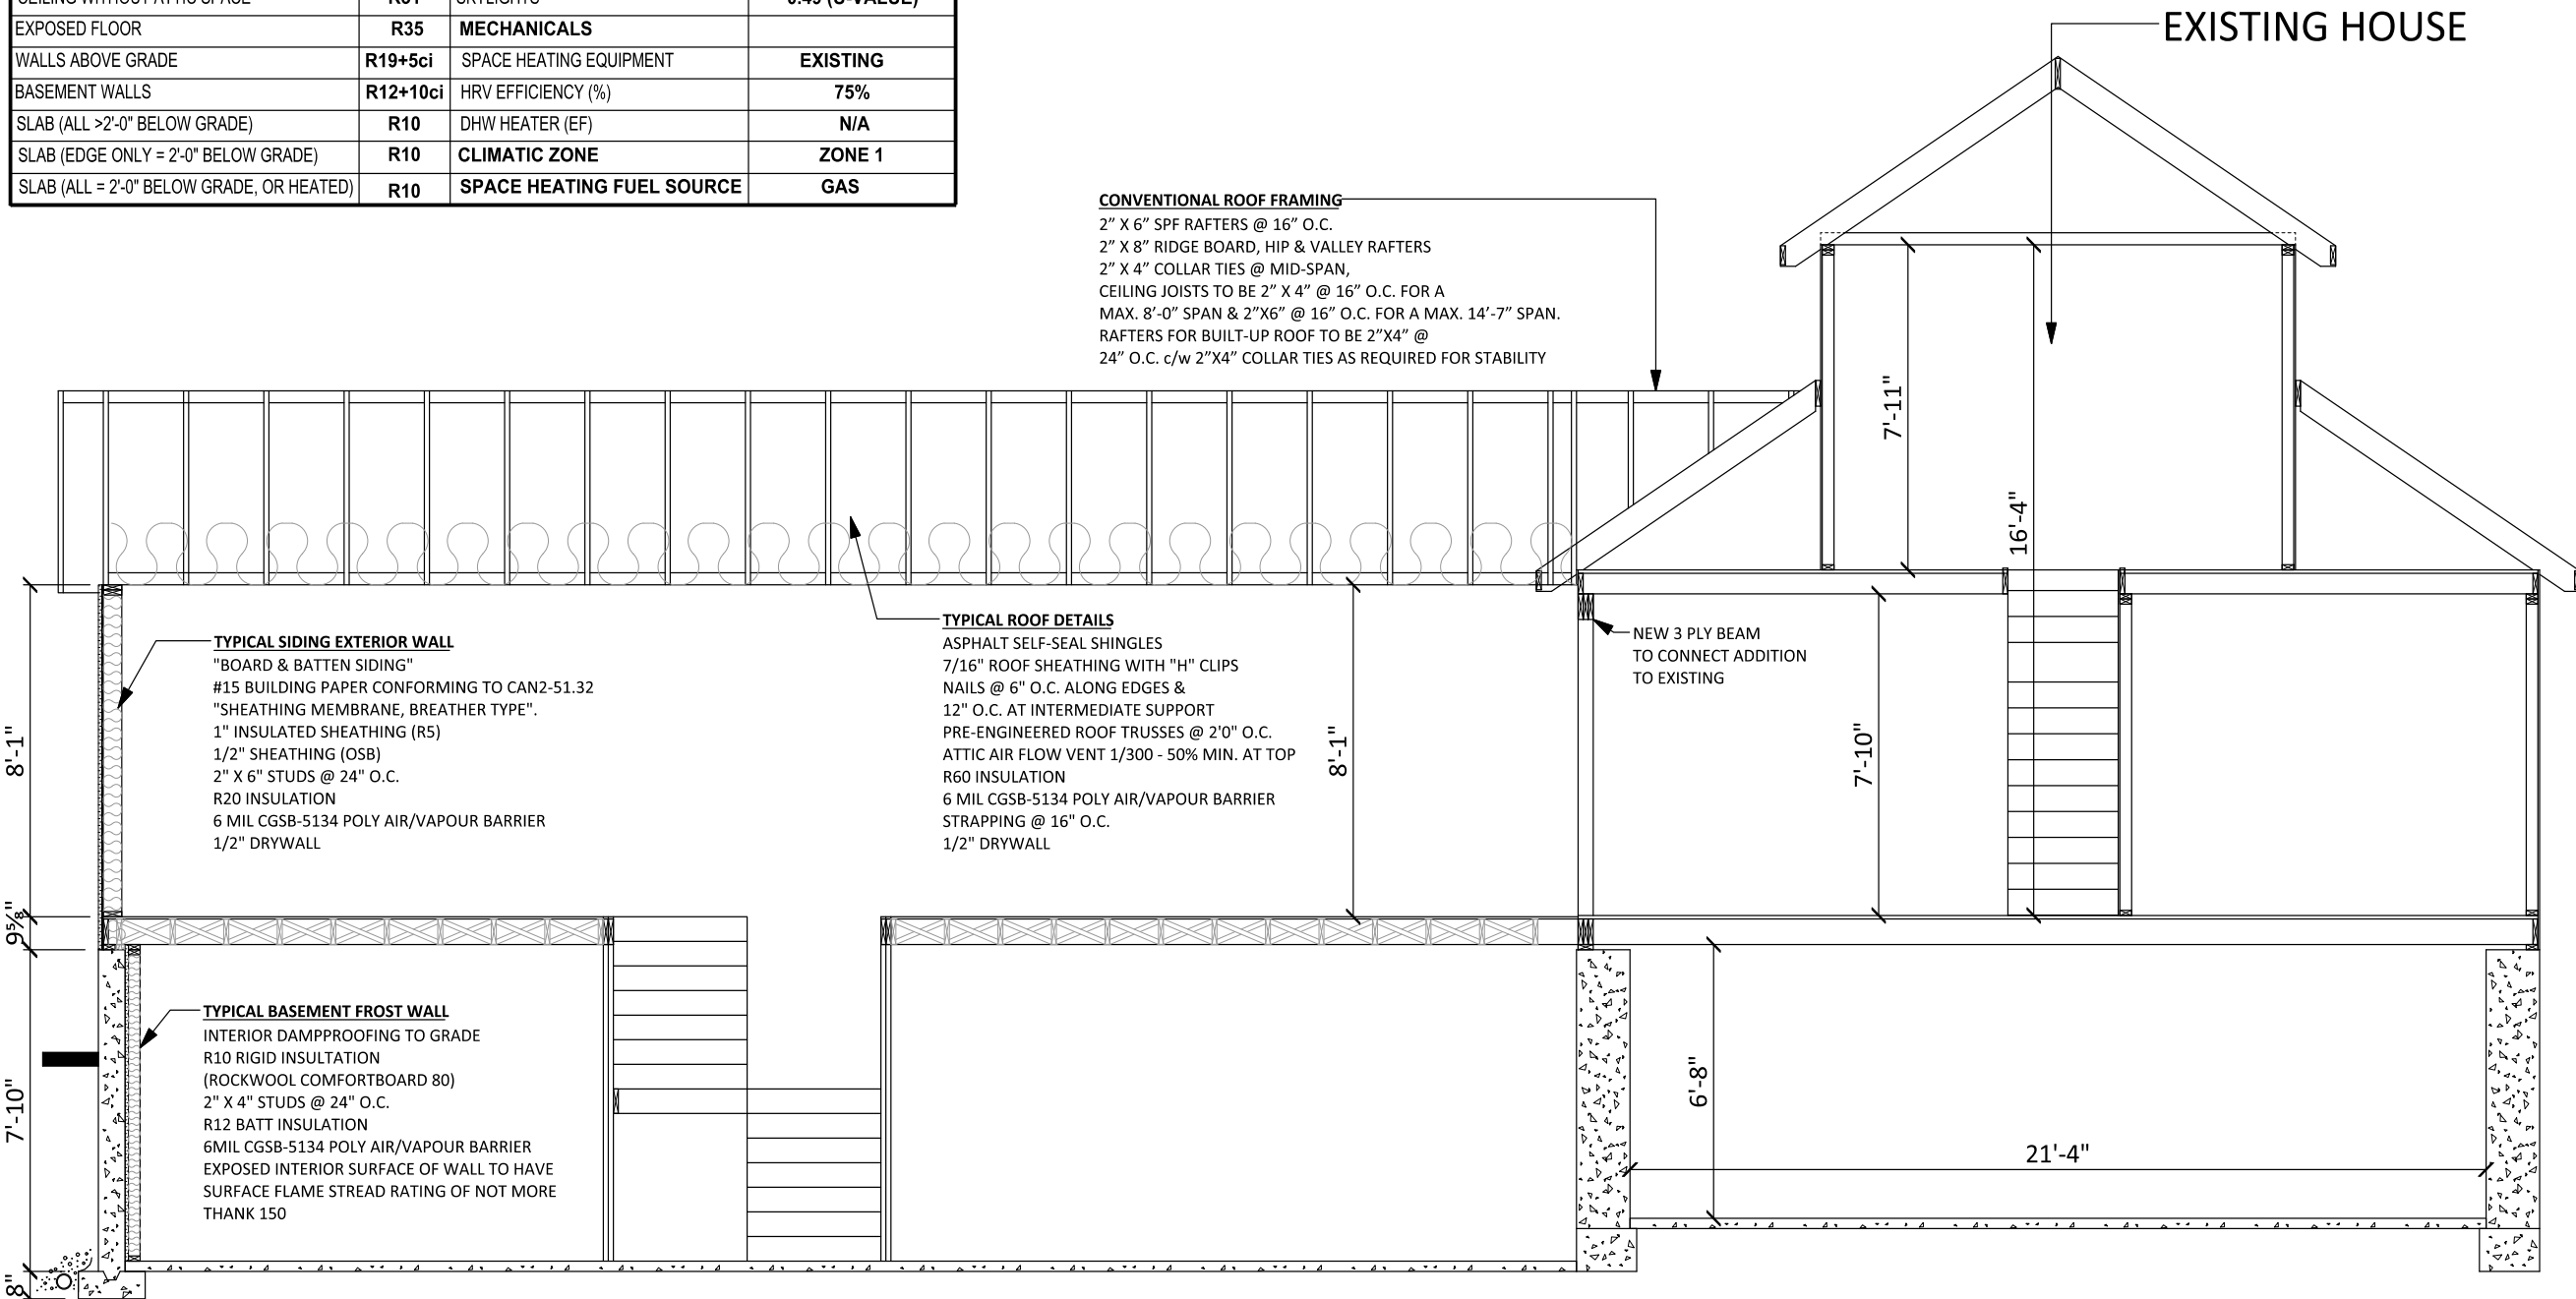 EXISTING HOUSE
EXPOSED FLOOR R35 MECHANICALS
WALLS ABOVE GRADE R19+5ci SPACE HEATING EQUIPMENT EXISTING
BASEMENT WALLS R12+10ci HRV EFFICIENCY (%) 75%
SLAB (ALL >2'-0" BELOW GRADE) R10 DHW HEATER (EF) N/A
SLAB (EDGE ONLY = 2'-0" BELOW GRADE) R10 CLIMATIC ZONE ZONE 1
SLAB (ALL = 2'-0" BELOW GRADE, OR HEATED) R10 SPACE HEATING FUEL SOURCE GAS
CONVENTIONAL ROOF FRAMING
2” X 6” SPF RAFTERS @ 16” O.C.
2” X 8” RIDGE BOARD, HIP & VALLEY RAFTERS
2” X 4” COLLAR TIES @ MID-SPAN,
CEILING JOISTS TO BE 2” X 4” @ 16” O.C. FOR A
MAX. 8’-0” SPAN & 2”X6” @ 16” O.C. FOR A MAX. 14’-7” SPAN.
RAFTERS FOR BUILT-UP ROOF TO BE 2”X4” @
24” O.C. c/w 2”X4” COLLAR TIES AS REQUIRED FOR STABILITY
7'-11"
16'-4"
TYPICAL SIDING EXTERIOR WALL
"BOARD & BATTEN SIDING"
#15 BUILDING PAPER CONFORMING TO CAN2-51.32
"SHEATHING MEMBRANE, BREATHER TYPE".
1" INSULATED SHEATHING (R5)
1/2" SHEATHING (OSB)
2" X 6" STUDS @ 24" O.C.
R20 INSULATION
6 MIL CGSB-5134 POLY AIR/VAPOUR BARRIER
1/2" DRYWALL
TYPICAL ROOF DETAILS
ASPHALT SELF-SEAL SHINGLES
7/16" ROOF SHEATHING WITH "H" CLIPS
NAILS @ 6" O.C. ALONG EDGES &
12" O.C. AT INTERMEDIATE SUPPORT
PRE-ENGINEERED ROOF TRUSSES @ 2'0" O.C.
ATTIC AIR FLOW VENT 1/300 - 50% MIN. AT TOP
R60 INSULATION
6 MIL CGSB-5134 POLY AIR/VAPOUR BARRIER
STRAPPING @ 16" O.C.
1/2" DRYWALL
NEW 3 PLY BEAM
TO CONNECT ADDITION
TO EXISTING
8'-1"
8'-1"
7'-10"
9⅝"
TYPICAL BASEMENT FROST WALL
INTERIOR DAMPPROOFING TO GRADE
R10 RIGID INSULTATION
(ROCKWOOL COMFORTBOARD 80)
2" X 4" STUDS @ 24" O.C.
R12 BATT INSULATION
6MIL CGSB-5134 POLY AIR/VAPOUR BARRIER
EXPOSED INTERIOR SURFACE OF WALL TO HAVE
SURFACE FLAME STREAD RATING OF NOT MORE
THANK 150
7'-10"
6'-8"
21'-4"
8"